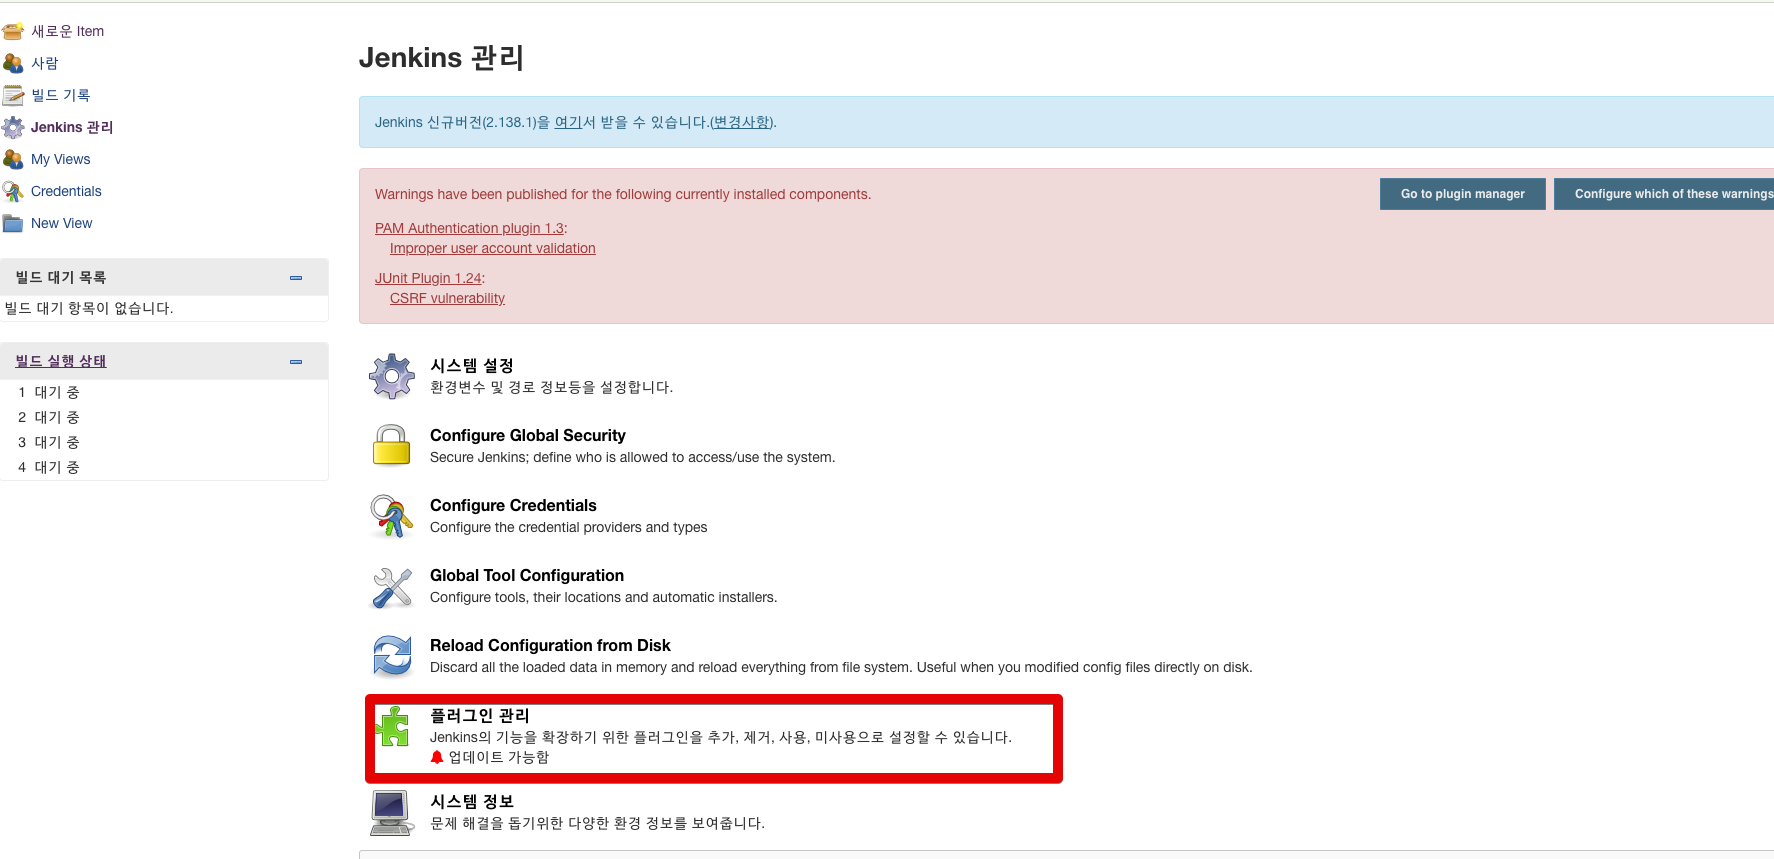 새로운 Item
사람
빌드 기록
Jenkins 관리
My Views
Credentials
New View
빌드 대기 목록
빌드 대기 항목이 없습니다.
빌드 실행 상태
1 대기 중
2 대기 중
3 대기 중
4 대기 중
Jenkins 관리
Jenkins 신규버전(2.138.1)을 여기서 받을 수 있습니다.(변경사항).
Warnings have been published for the following currently installed components.
Go to plugin manager
Configure which of these warnings
PAM Authentication plugin 1.3:
Improper user account validation
JUnit Plugin 1.24:
CSRF vulnerability
시스템 설정
환경변수 및 경로 정보등을 설정합니다.
Configure Global Security
Secure Jenkins; define who is allowed to access/use the system.
Configure Credentials
Configure the credential providers and types
Global Tool Configuration
Configure tools, their locations and automatic installers.
Reload Configuration from Disk
Discard all the loaded data in memory and reload everything from file system. Useful when you modified config files directly on disk.
플러그인 관리
Jenkins의 기능을 확장하기 위한 플러그인을 추가, 제거, 사용, 미사용으로 설정할 수 있습니다.
업데이트 가능함
시스템 정보
문제 해결을 돕기위한 다양한 환경 정보를 보여줍니다.